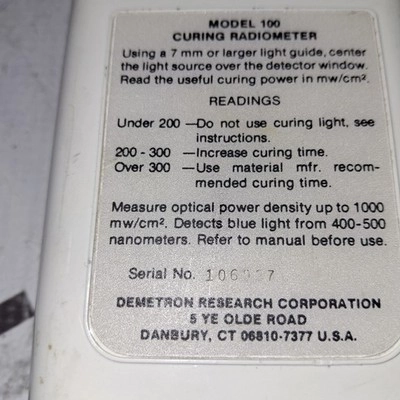 MODEL 100
CURING RADIOMETER
Using a 7 mm or larger light guide, center
the light source over the detector window.
Read the useful curing power in mw/cm².
READINGS
Under 200 —Do not use curing light, see
instructions.
200 - 300 —Increase curing time.
Over 300 —Use material mfr. recom-
mended curing time.
Measure optical power density up to 1000
mw/cm². Detects blue light from 400-500
nanometers. Refer to manual before use.
Serial No.
DEMETRON RESEARCH CORPORATION
5 YE OLDE ROAD
DANBURY, CT 06810-7377 U.S.A.